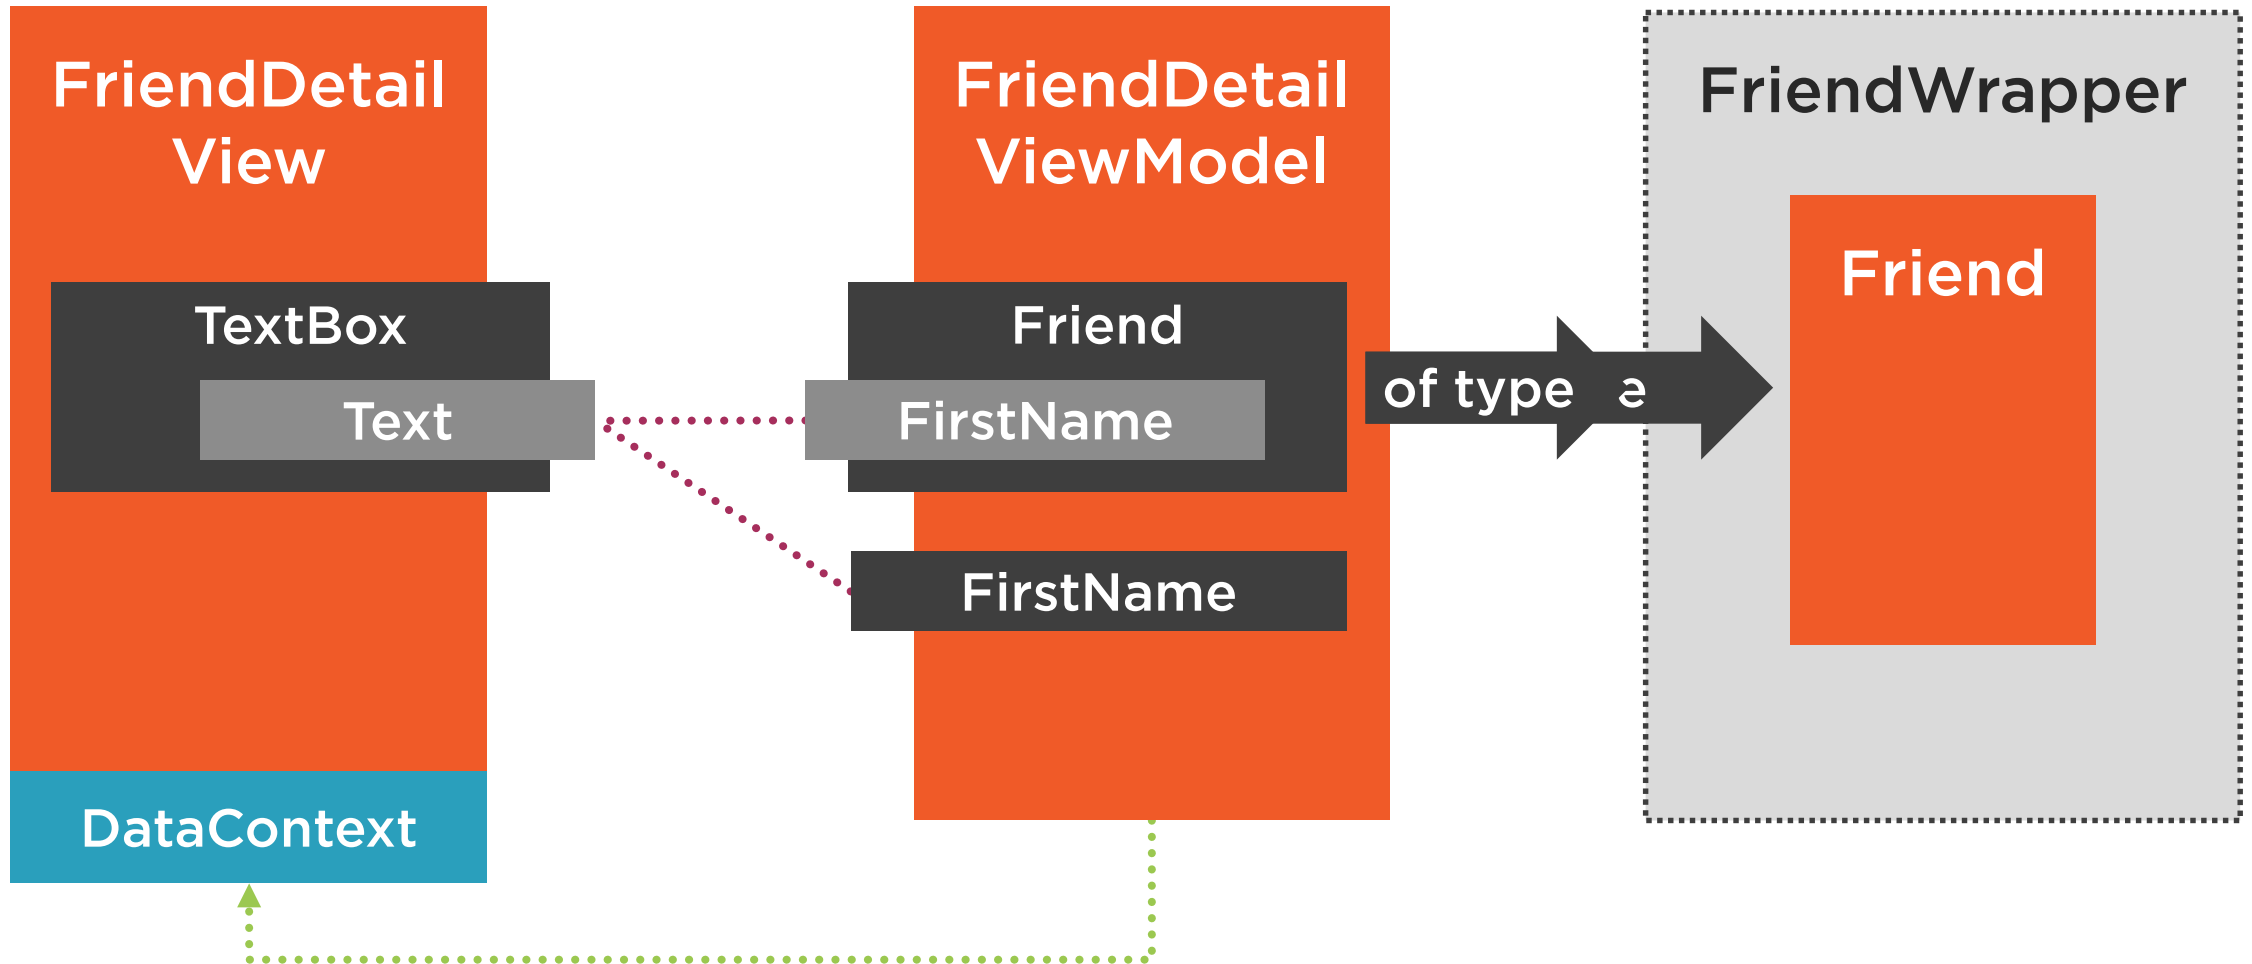 FriendDetail
View
TextBox
Text
DataContext
FriendDetail
ViewModel
Friend
FirstName
FirstName
of type
e
FriendWrapper
Friend